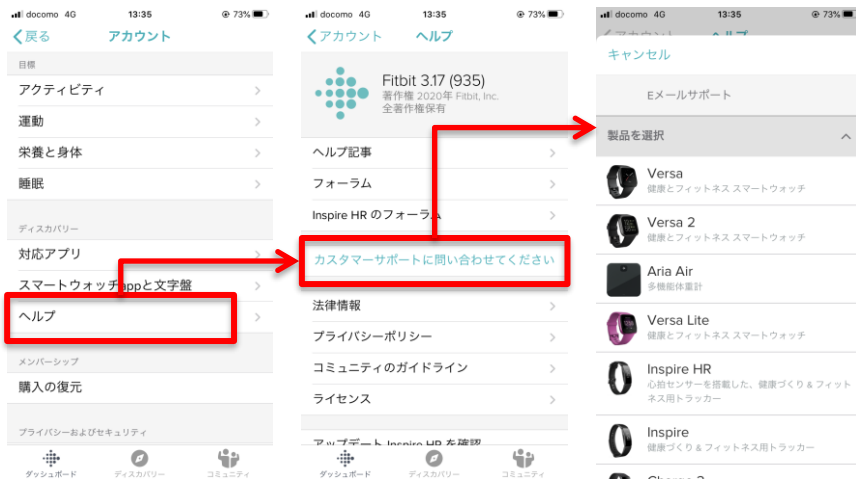 docomo 4G 13:35 73%
戻る アカウント
目標
アクティビティ
運動
栄養と身体
睡眠
ディスカバリー
対応アプリ
スマートウォッチappと文字盤
ヘルプ
メンバーシップ
購入の復元
プライバシーおよびセキュリティ
ダッシュボード ディスカバリー コミュニティ
docomo 4G 13:35 73%
アカウント ヘルプ
Fitbit 3.17 (935)
著作権 2020年 Fitbit, Inc.
全著作権保有
ヘルプ記事
フォーラム
Inspire HR のフォーラム
カスタマーサポートに問い合わせてください
法律情報
プライバシーポリシー
コミュニティのガイドライン
ライセンス
アップデート Inspire HR を確認
ダッシュボード ディスカバリー コミュニティ
docomo 4G 13:35 73%
アカウント ヘルプ
キャンセル
Eメールサポート
製品を選択
Versa
健康とフィットネス スマートウォッチ
Versa 2
健康とフィットネス スマートウォッチ
Aria Air
多機能体重計
Versa Lite
健康とフィットネス スマートウォッチ
Inspire HR
心拍センサーを搭載した、健康づくり & フィット
ネス用トラッカー
Inspire
健康づくり & フィットネス用トラッカー